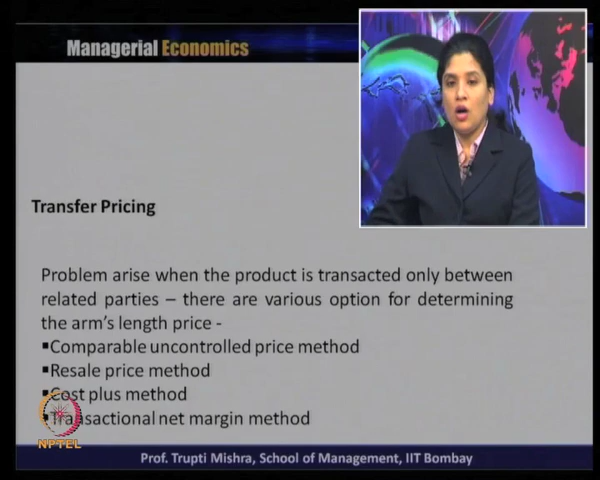 Managerial Economics
Transfer Pricing
Problem arise when the product is transacted only between
related parties – there are various option for determining
the arm's length price -
▪Comparable uncontrolled price method
▪Resale price method
▪Cost plus method
▪Transactional net margin method
NPTEL
Prof. Trupti Mishra, School of Management, IIT Bombay